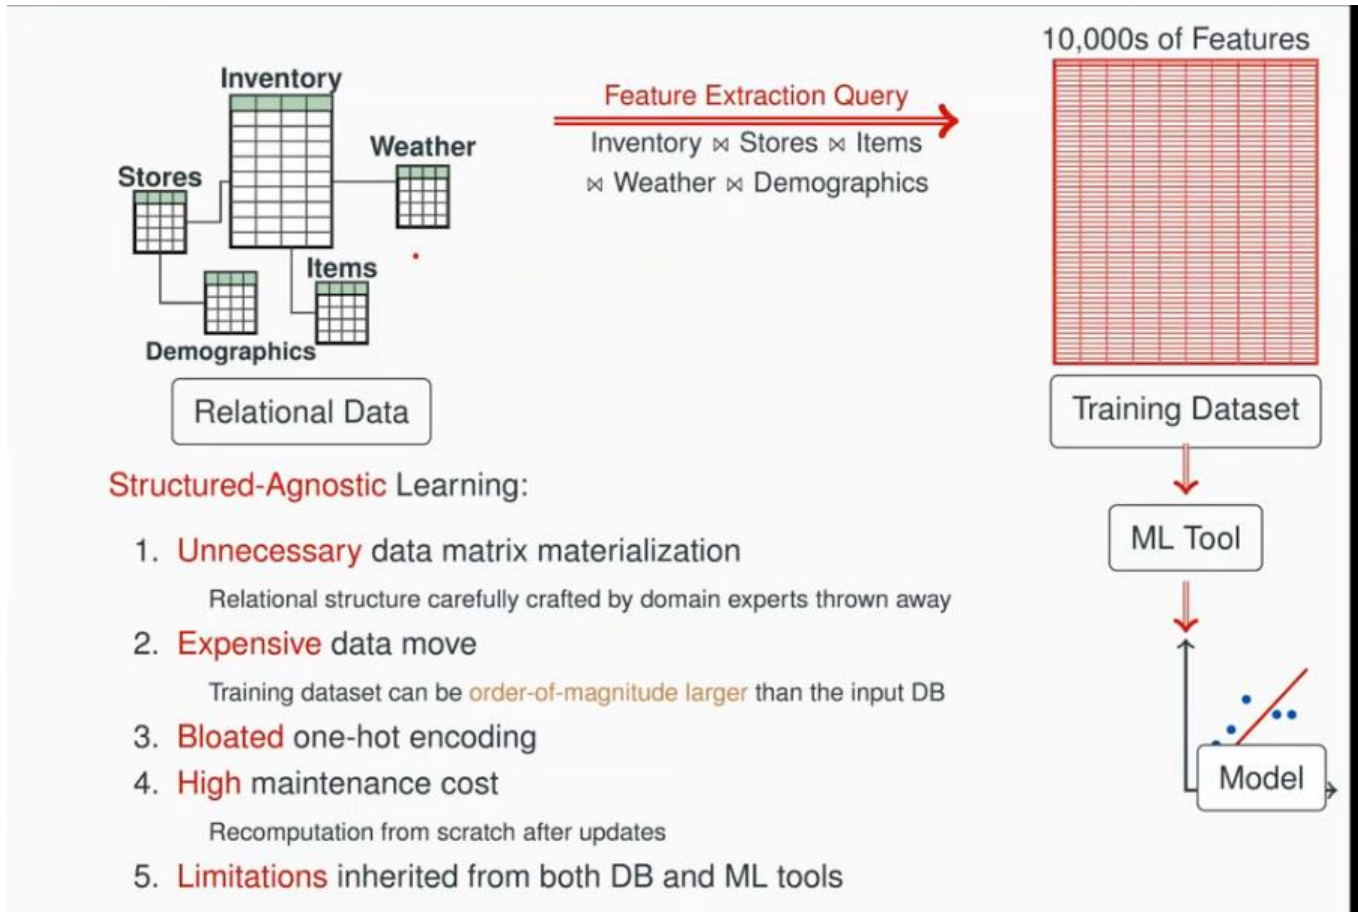 10,000s of Features
Inventory
Feature Extraction Query
Inventory ⋈ Stores ⋈ Items
⋈ Weather ⋈ Demographics
Weather
Stores
Items
Demographics
Relational Data
Training Dataset
Structured-Agnostic Learning:
1. Unnecessary data matrix materialization
Relational structure carefully crafted by domain experts thrown away
2. Expensive data move
Training dataset can be order-of-magnitude larger than the input DB
3. Bloated one-hot encoding
4. High maintenance cost
Recomputation from scratch after updates
5. Limitations inherited from both DB and ML tools
ML Tool
Model